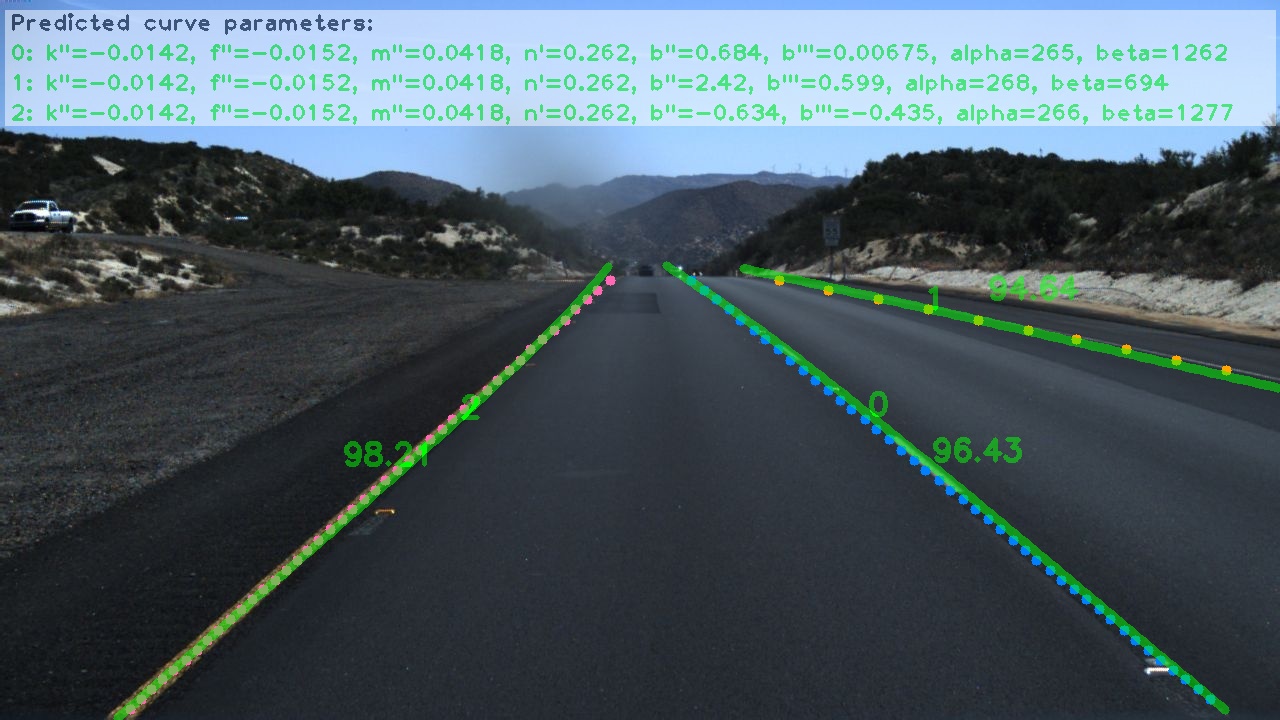 Predicted curve parameters:
0: k"=-0.0142, f"=-0.0152, m"=0.0418, n'=0.262, b"=0.684, b'''=0.00675, alpha=265, beta=1262
1: k"=-0.0142, f"=-0.0152, m"=0.0418, n'=0.262, b"=2.42, b'''=0.599, alpha=268, beta=694
2: k"=-0.0142, f"=-0.0152, m"=0.0418, n'=0.262, b"=-0.634, b'''=-0.435, alpha=266, beta=1277
55
1 94.64
2
0
98.21
96.43